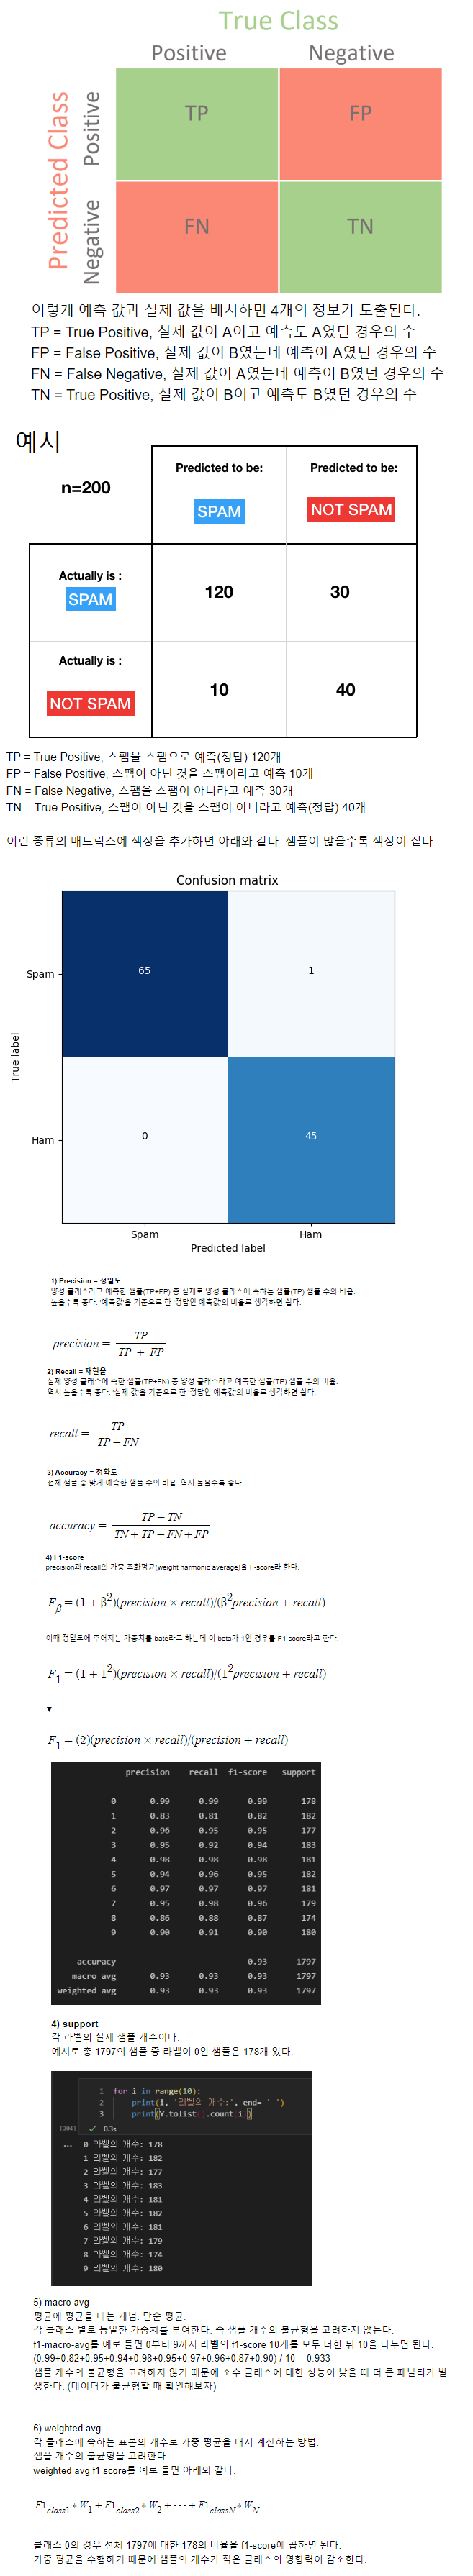 True Class
Positive Negative
Predicted Class
Positive
TP FP
Negative
FN TN
이렇게 예측 값과 실제 값을 배치하면 4개의 정보가 도출된다.
TP = True Positive, 실제 값이 A이고 예측도 A였던 경우의 수
FP = False Positive, 실제 값이 B였는데 예측이 A였던 경우의 수
FN = False Negative, 실제 값이 A였는데 예측이 B였던 경우의 수
TN = True Positive, 실제 값이 B이고 예측도 B였던 경우의 수
예시
n=200
Predicted to be: Predicted to be:
SPAM NOT SPAM
Actually is :
SPAM
120 30
Actually is :
NOT SPAM
10 40
TP = True Positive, 스팸을 스팸으로 예측(정답) 120개
FP = False Positive, 스팸이 아닌 것을 스팸이라고 예측 10개
FN = False Negative, 스팸을 스팸이 아니라고 예측 30개
TN = True Positive, 스팸이 아닌 것을 스팸이 아니라고 예측(정답) 40개
이런 종류의 매트릭스에 색상을 추가하면 아래와 같다. 샘플이 많을수록 색상이 짙다.
Confusion matrix
Spam 65 1
True label
Ham 0 45
Spam Ham
Predicted label
1) Precision = 정밀도
양성 클래스라고 예측한 샘플(TP+FP) 중 실제로 양성 클래스에 속하는 샘플(TP) 샘플 수의 비율.
높을수록 좋다. '예측값'을 기준으로 한 '정답인 예측값'의 비율로 생각하면 쉽다.
precision = TP / (TP + FP)
2) Recall = 재현율
실제 양성 클래스에 속한 샘플(TP+FN) 중 양성 클래스라고 예측한 샘플(TP) 샘플 수의 비율.
역시 높을수록 좋다. '실제 값'을 기준으로 한 '정답인 예측값'의 비율로 생각하면 쉽다.
recall = TP / (TP + FN)
3) Accuracy = 정확도
전체 샘플 중 맞게 예측한 샘플 수의 비율. 역시 높을수록 좋다.
accuracy = (TP + TN) / (TN + TP + FN + FP)
4) F1-score
precision과 recall의 가중 조화평균(weight harmonic average)을 F-score라 한다.
Fβ = (1 + β²)(precision × recall)/(β²precision + recall)
이때 정밀도에 주어지는 가중치를 bate라고 하는데 이 beta가 1인 경우를 F1-score라고 한다.
F₁ = (1 + 1²)(precision × recall)/(1²precision + recall)
▼
F₁ = (2)(precision × recall)/(precision + recall)
precision recall f1-score support
0 0.99 0.99 0.99 178
1 0.83 0.81 0.82 182
2 0.96 0.95 0.95 177
3 0.95 0.92 0.94 183
4 0.98 0.98 0.98 181
5 0.94 0.96 0.95 182
6 0.97 0.97 0.97 181
7 0.95 0.98 0.96 179
8 0.86 0.88 0.87 174
9 0.90 0.91 0.90 180
accuracy 0.93 1797
macro avg 0.93 0.93 0.93 1797
weighted avg 0.93 0.93 0.93 1797
4) support
각 라벨의 실제 샘플 개수이다.
예시로 총 1797의 샘플 중 라벨이 0인 샘플은 178개 있다.
1 for i in range(10):
2 print(i, '라벨의 개수:', end= ' ')
3 print(Y.tolist().count(i))
[204] ✓ 0.3s
... 0 라벨의 개수: 178
1 라벨의 개수: 182
2 라벨의 개수: 177
3 라벨의 개수: 183
4 라벨의 개수: 181
5 라벨의 개수: 182
6 라벨의 개수: 181
7 라벨의 개수: 179
8 라벨의 개수: 174
9 라벨의 개수: 180
5) macro avg
평균에 평균을 내는 개념. 단순 평균.
각 클래스 별로 동일한 가중치를 부여한다. 즉 샘플 개수의 불균형을 고려하지 않는다.
f1-macro-avg를 예로 들면 0부터 9까지 라벨의 f1-score 10개를 모두 더한 뒤 10을 나누면 된다.
(0.99+0.82+0.95+0.94+0.98+0.95+0.97+0.96+0.87+0.90) / 10 = 0.933
샘플 개수의 불균형을 고려하지 않기 때문에 소수 클래스에 대한 성능이 낮을 때 더 큰 페널티가 발
생한다. (데이터가 불균형할 때 확인해보자)
6) weighted avg
각 클래스에 속하는 표본의 개수로 가중 평균을 내서 계산하는 방법.
샘플 개수의 불균형을 고려한다.
weighted avg f1 score를 예로 들면 아래와 같다.
F1class1 * W1 + F1class2 * W2 + ··· + F1classN * WN
클래스 0의 경우 전체 1797에 대한 178의 비율을 f1-score에 곱하면 된다.
가중 평균을 수행하기 때문에 샘플의 개수가 적은 클래스의 영향력이 감소한다.